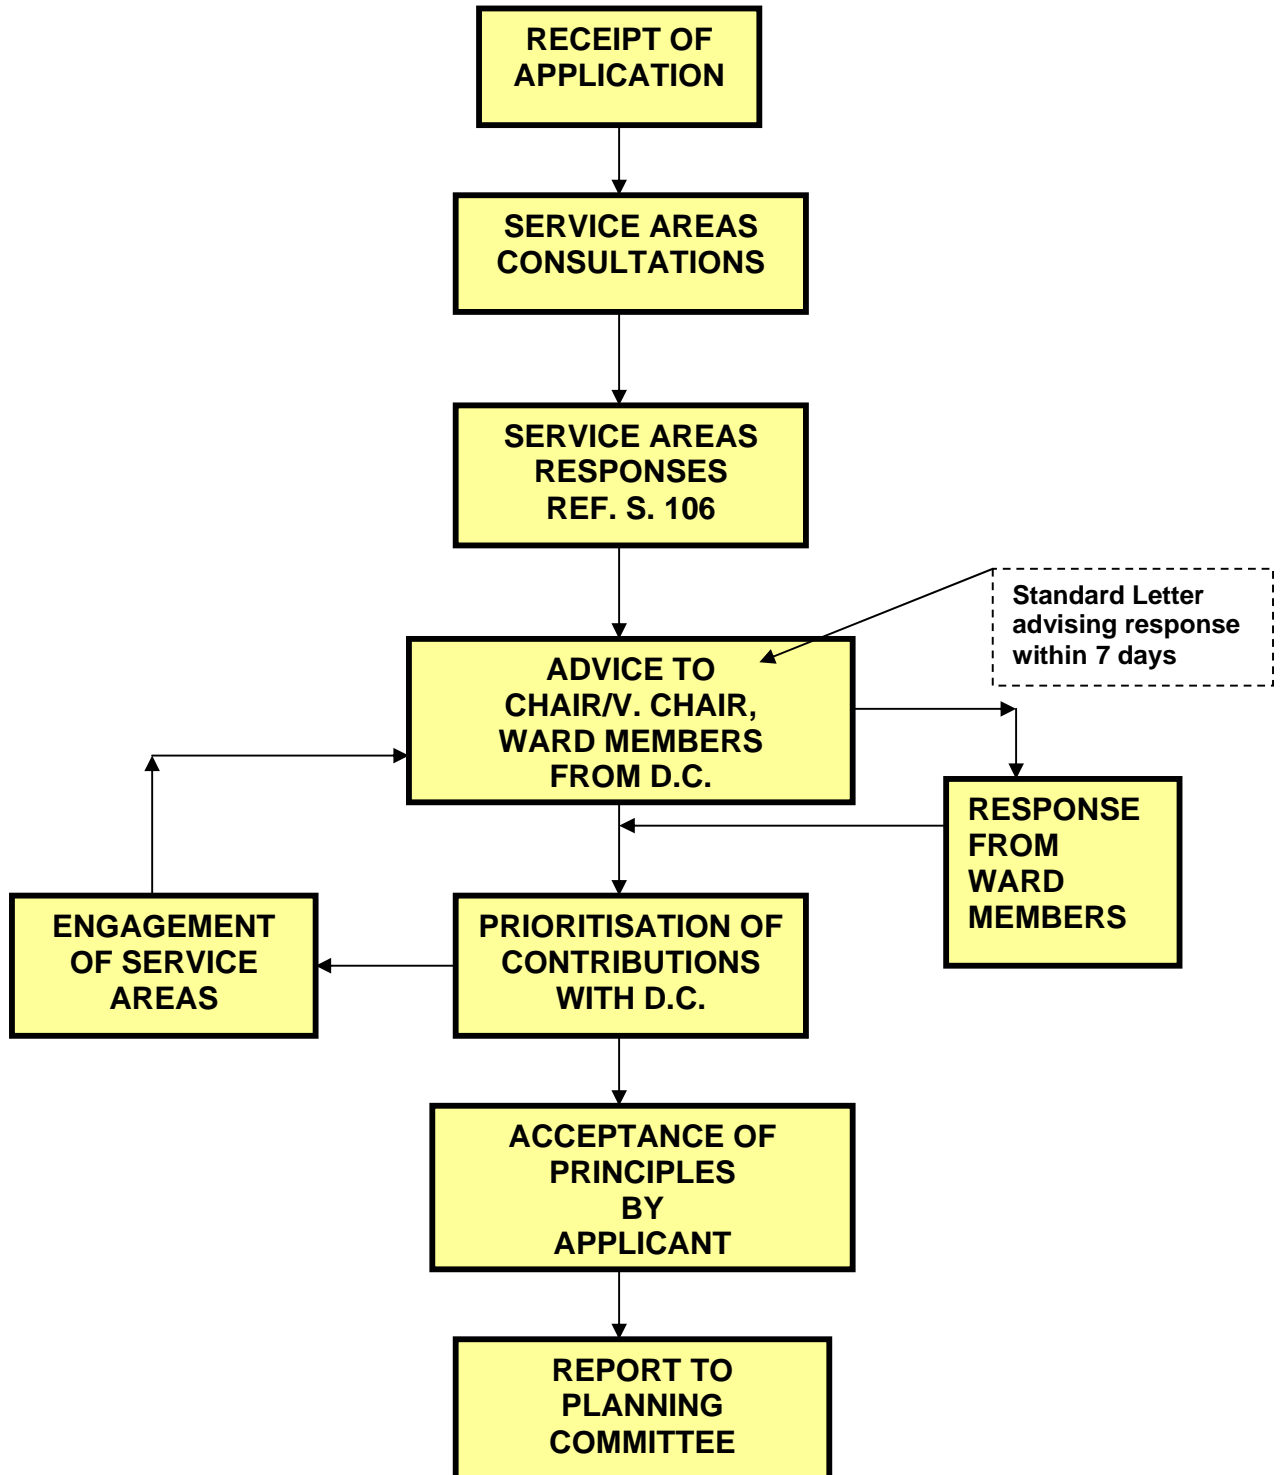 RECEIPT OF
APPLICATION
SERVICE AREAS
CONSULTATIONS
SERVICE AREAS
RESPONSES
REF. S. 106
Standard Letter
advising response
within 7 days
ADVICE TO
CHAIR/V. CHAIR,
WARD MEMBERS
FROM D.C.
RESPONSE
FROM
WARD
MEMBERS
ENGAGEMENT
OF SERVICE
AREAS
PRIORITISATION OF
CONTRIBUTIONS
WITH D.C.
ACCEPTANCE OF
PRINCIPLES
BY
APPLICANT
REPORT TO
PLANNING
COMMITTEE